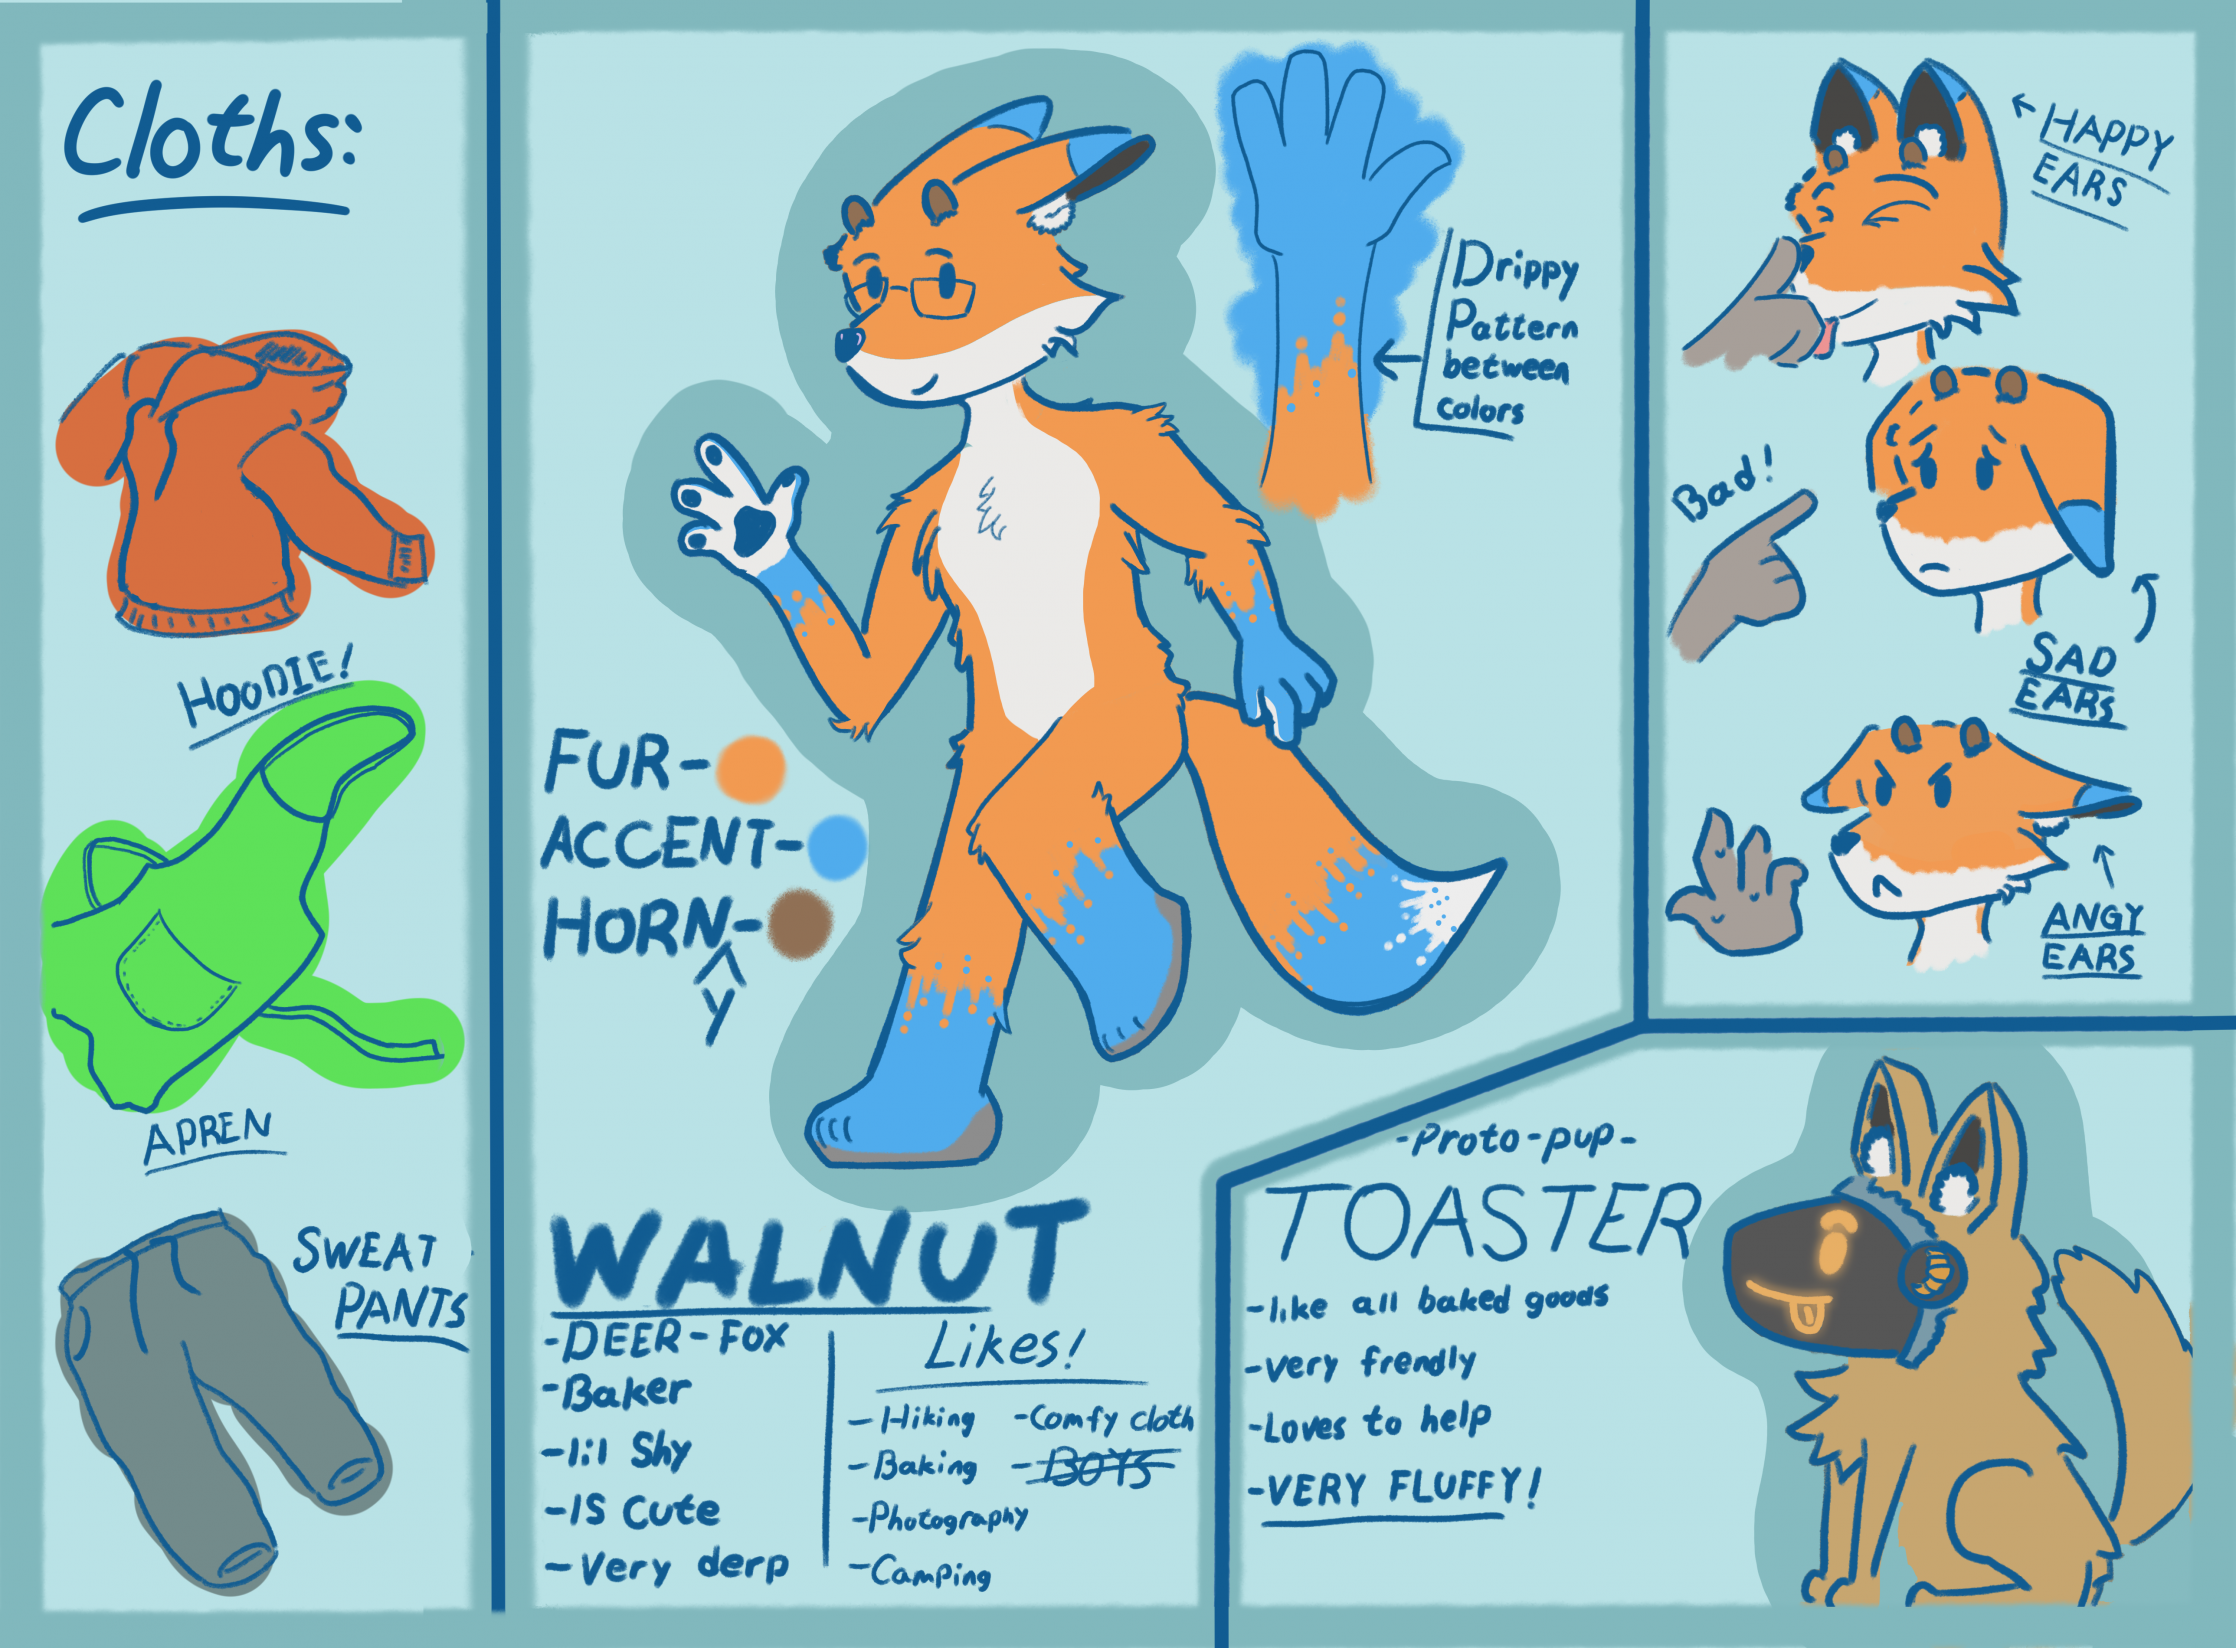 Cloths:
HOODIE!
APREN
SWEAT
PANTS
Drippy
Pattern
between
colors
FUR-
ACCENT-
HORN-
^
y
WALNUT
-DEER-FOX
-Baker
-lil Shy
-IS Cute
-Very derp
Likes!
-Hiking
-Baking
-Photography
-Camping
-Comfy cloth
-BOYS
HAPPY
EARS
Bad!
SAD
EARS
ANGY
EARS
-Proto-pup-
TOASTER
-like all baked goods
-very frendly
-Loves to help
-VERY FLUFFY!